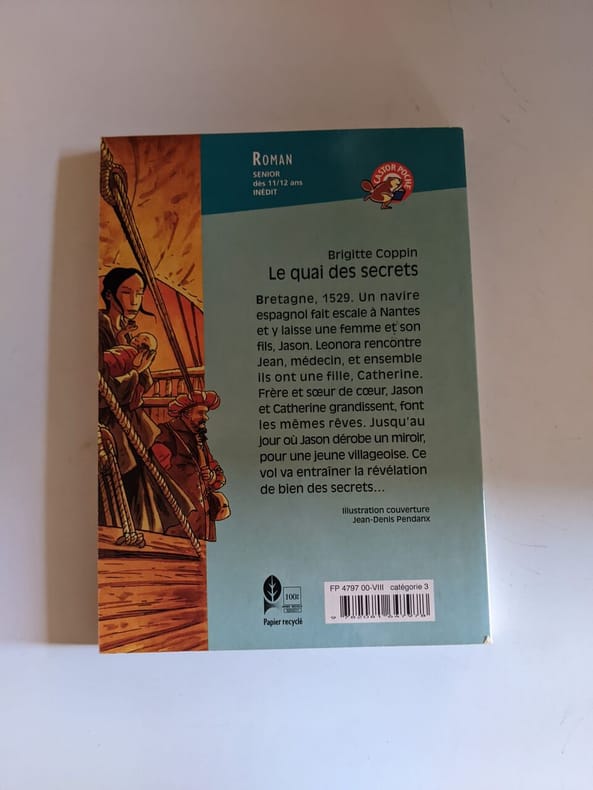 ROMAN
SENIOR
dès 11/12 ans
INÉDIT
CASTOR POCHE
Brigitte Coppin
Le quai des secrets
Bretagne, 1529. Un navire
espagnol fait escale à Nantes
et y laisse une femme et son
fils, Jason. Leonora rencontre
Jean, médecin, et ensemble
ils ont une fille, Catherine.
Frère et sœur de cœur, Jason
et Catherine grandissent, font
les mêmes rêves. Jusqu'au
jour où Jason dérobe un miroir,
pour une jeune villageoise. Ce
vol va entraîner la révélation
de bien des secrets...
Illustration couverture
Jean-Denis Pendanx
FP 4797 00-VIII catégorie 3
100%
Papier recyclé
9 782081 647978